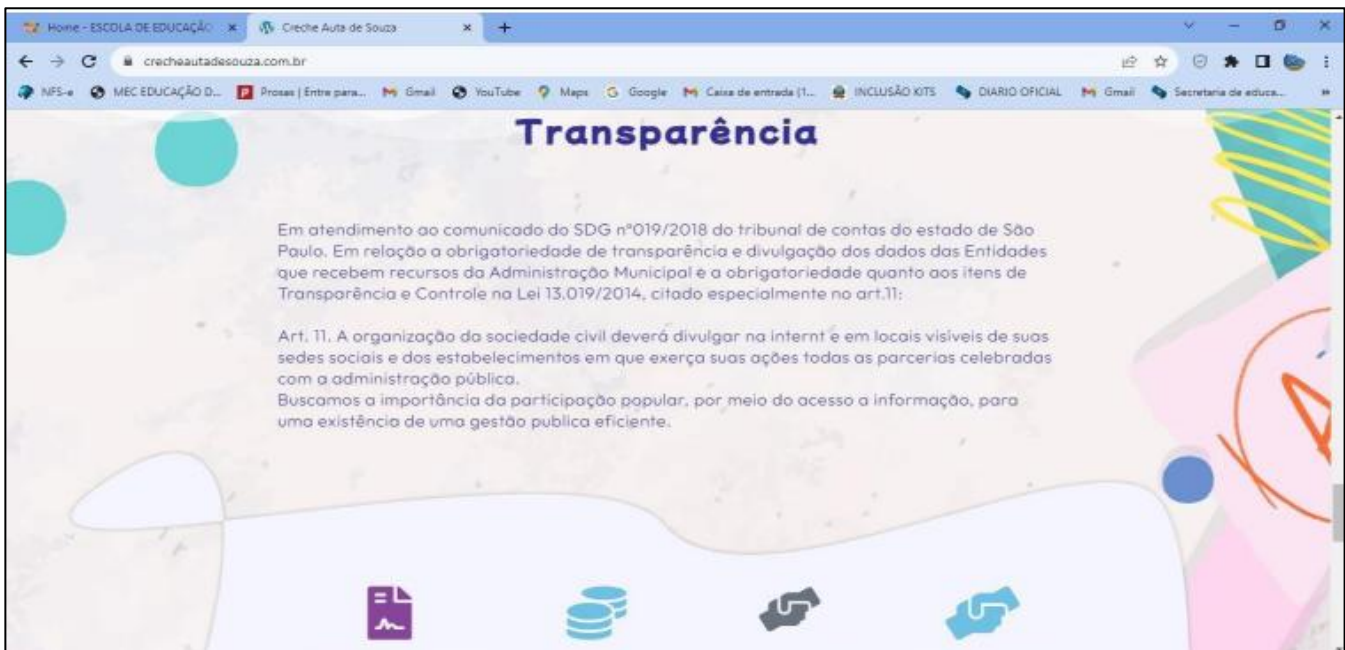 Home - ESCOLA DE EDUCAÇÃO
Creche Auta de Souza
crecheautadesouza.com.br
NFS-e
MEC EDUCAÇÃO D...
Prosas | Entre para...
Gmail
YouTube
Maps
Google
Caixa de entrada (1...
INCLUSÃO KITS
DIARIO OFICIAL
Gmail
Secretaria de educa...
Transparência
Em atendimento ao comunicado do SDG nº019/2018 do tribunal de contas do estado de São
Paulo. Em relação a obrigatoriedade de transparência e divulgação dos dados das Entidades
que recebem recursos da Administração Municipal e a obrigatoriedade quanto aos itens de
Transparência e Controle na Lei 13.019/2014, citado especialmente no art.11:
Art. 11. A organização da sociedade civil deverá divulgar na internt e em locais visíveis de suas
sedes sociais e dos estabelecimentos em que exerça suas ações todas as parcerias celebradas
com a administração pública.
Buscamos a importância da participação popular, por meio do acesso a informação, para
uma existência de uma gestão publica eficiente.